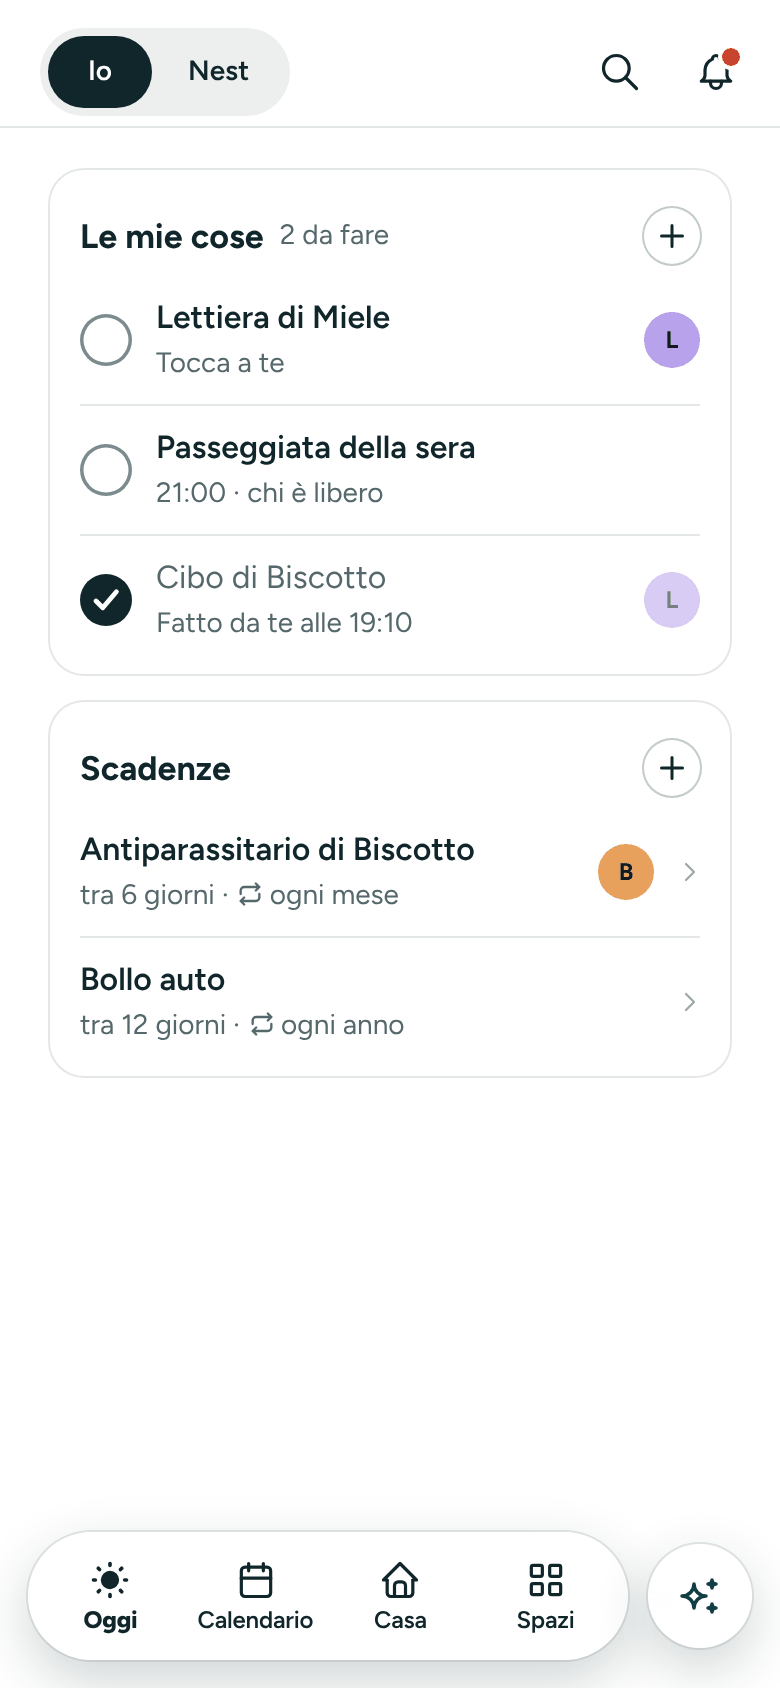 Io
Nest
Le mie cose 2 da fare
Lettiera di Miele
Tocca a te
L
Passeggiata della sera
21:00 · chi è libero
Cibo di Biscotto
Fatto da te alle 19:10
L
Scadenze
Antiparassitario di Biscotto
tra 6 giorni · ogni mese
B
Bollo auto
tra 12 giorni · ogni anno
Oggi
Calendario
Casa
Spazi